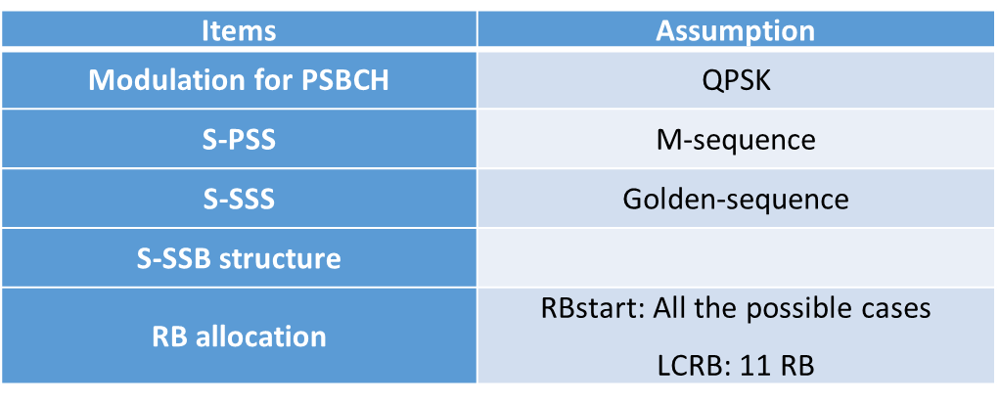 Items
Assumption
Modulation for PSBCH
QPSK
S-PSS
M-sequence
S-SSS
Golden-sequence
S-SSB structure
RB allocation
RBstart: All the possible cases
LCRB: 11 RB